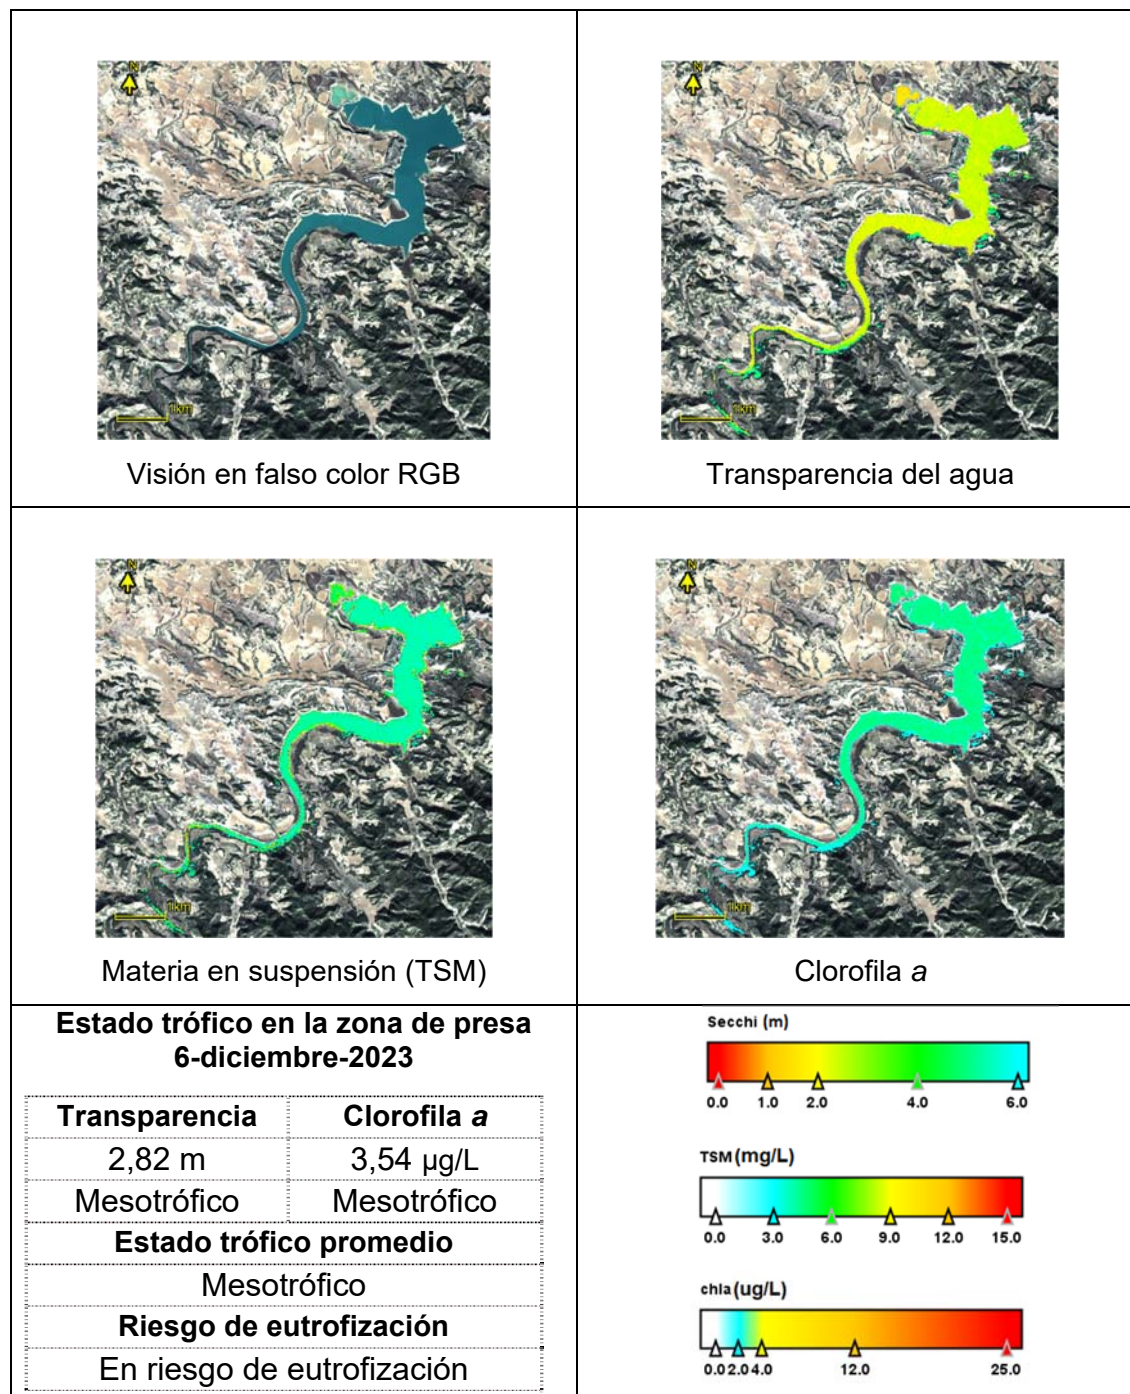 N
1km
Visión en falso color RGB
N
1km
Transparencia del agua
N
1km
Materia en suspensión (TSM)
N
1km
Clorofila a
Estado trófico en la zona de presa
6-diciembre-2023
Transparencia Clorofila a
2,82 m 3,54 µg/L
Mesotrófico Mesotrófico
Estado trófico promedio
Mesotrófico
Riesgo de eutrofización
En riesgo de eutrofización
Secchi (m)
0.0 1.0 2.0 4.0 6.0
TSM (mg/L)
0.0 3.0 6.0 9.0 12.0 15.0
chla (ug/L)
0.0 2.0 4.0 12.0 25.0